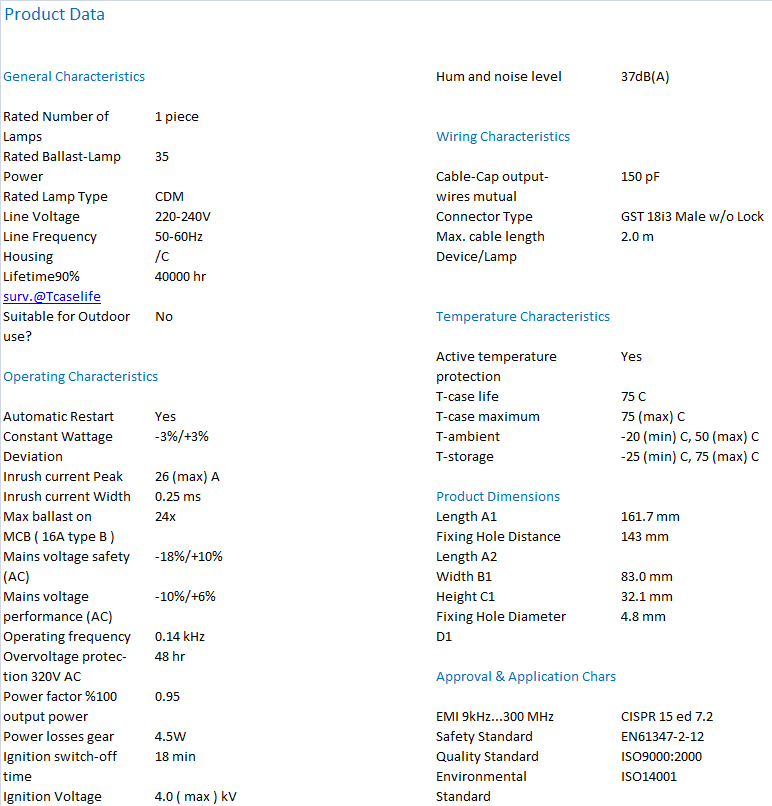 Product Data
General Characteristics
Rated Number of 1 piece
Lamps
Rated Ballast-Lamp 35
Power
Rated Lamp Type CDM
Line Voltage 220-240V
Line Frequency 50-60Hz
Housing /C
Lifetime90% 40000 hr
surv.@Tcaselife
Suitable for Outdoor No
use?
Operating Characteristics
Automatic Restart Yes
Constant Wattage -3%/+3%
Deviation
Inrush current Peak 26 (max) A
Inrush current Width 0.25 ms
Max ballast on 24x
MCB ( 16A type B )
Mains voltage safety -18%/+10%
(AC)
Mains voltage -10%/+6%
performance (AC)
Operating frequency 0.14 kHz
Overvoltage protec- 48 hr
tion 320V AC
Power factor %100 0.95
output power
Power losses gear 4.5W
Ignition switch-off 18 min
time
Ignition Voltage 4.0 ( max ) kV
Hum and noise level 37dB(A)
Wiring Characteristics
Cable-Cap output- 150 pF
wires mutual
Connector Type GST 18i3 Male w/o Lock
Max. cable length 2.0 m
Device/Lamp
Temperature Characteristics
Active temperature Yes
protection
T-case life 75 C
T-case maximum 75 (max) C
T-ambient -20 (min) C, 50 (max) C
T-storage -25 (min) C, 75 (max) C
Product Dimensions
Length A1 161.7 mm
Fixing Hole Distance 143 mm
Length A2
Width B1 83.0 mm
Height C1 32.1 mm
Fixing Hole Diameter 4.8 mm
D1
Approval & Application Chars
EMI 9kHz...300 MHz CISPR 15 ed 7.2
Safety Standard EN61347-2-12
Quality Standard ISO9000:2000
Environmental ISO14001
Standard